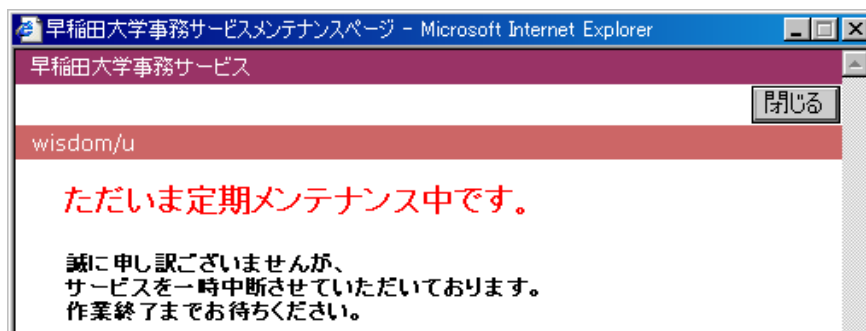 早稲田大学事務サービスメンテナンスページ - Microsoft Internet Explorer
早稲田大学事務サービス
閉じる
wisdom/u
ただいま定期メンテナンス中です。
誠に申し訳ございませんが、
サービスを一時中断させていただいております。
作業終了までお待ちください。